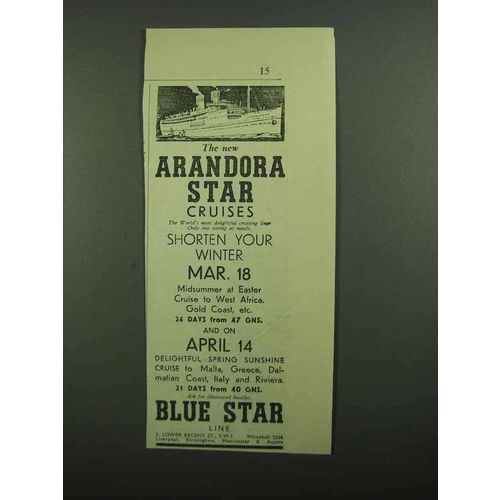 15
The new
ARANDORA
STAR
CRUISES
The World's most delightful cruising liner
Only one sitting at meals.
SHORTEN YOUR
WINTER
MAR. 18
Midsummer at Easter
Cruise to West Africa,
Gold Coast, etc.
26 DAYS from 47 GNS.
AND ON
APRIL 14
DELIGHTFUL SPRING SUNSHINE
CRUISE to Malta, Greece, Dal-
matian Coast, Italy and Riviera.
21 DAYS from 40 GNS.
Ask for illustrated booklet.
BLUE STAR
LINE
3, LOWER REGENT ST., S.W.1 Whitehall 2266
Liverpool, Birmingham, Manchester & Agents